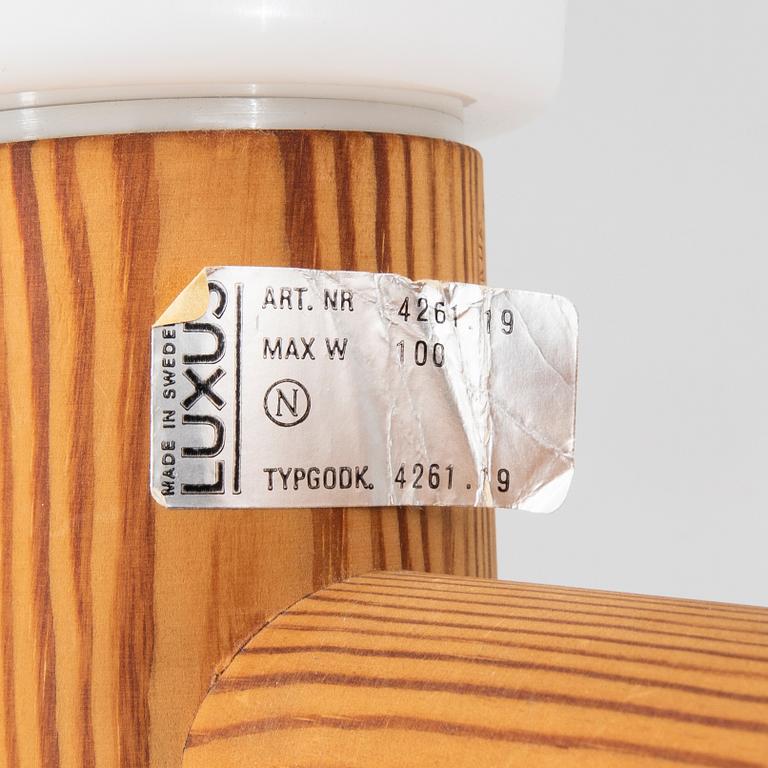 MADE IN SWEDE
LUXUS
ART. NR 4261.19
MAX W 100
N
TYPGODK. 4261.19